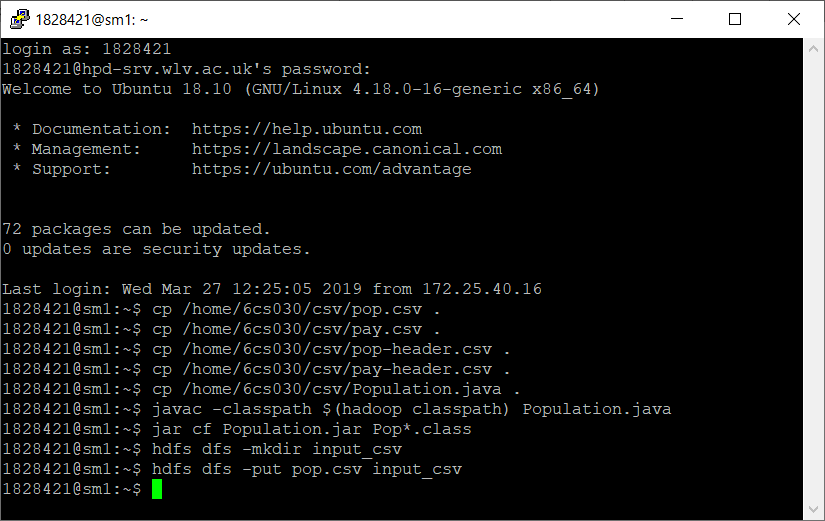 1828421@sm1: ~
login as: 1828421
1828421@hpd-srv.wlv.ac.uk's password:
Welcome to Ubuntu 18.10 (GNU/Linux 4.18.0-16-generic x86_64)
* Documentation:  https://help.ubuntu.com
* Management:     https://landscape.canonical.com
* Support:        https://ubuntu.com/advantage
72 packages can be updated.
0 updates are security updates.
Last login: Wed Mar 27 12:25:05 2019 from 172.25.40.16
1828421@sm1:~$ cp /home/6cs030/csv/pop.csv .
1828421@sm1:~$ cp /home/6cs030/csv/pay.csv .
1828421@sm1:~$ cp /home/6cs030/csv/pop-header.csv .
1828421@sm1:~$ cp /home/6cs030/csv/pay-header.csv .
1828421@sm1:~$ cp /home/6cs030/csv/Population.java .
1828421@sm1:~$ javac -classpath $(hadoop classpath) Population.java
1828421@sm1:~$ jar cf Population.jar Pop*.class
1828421@sm1:~$ hdfs dfs -mkdir input_csv
1828421@sm1:~$ hdfs dfs -put pop.csv input_csv
1828421@sm1:~$